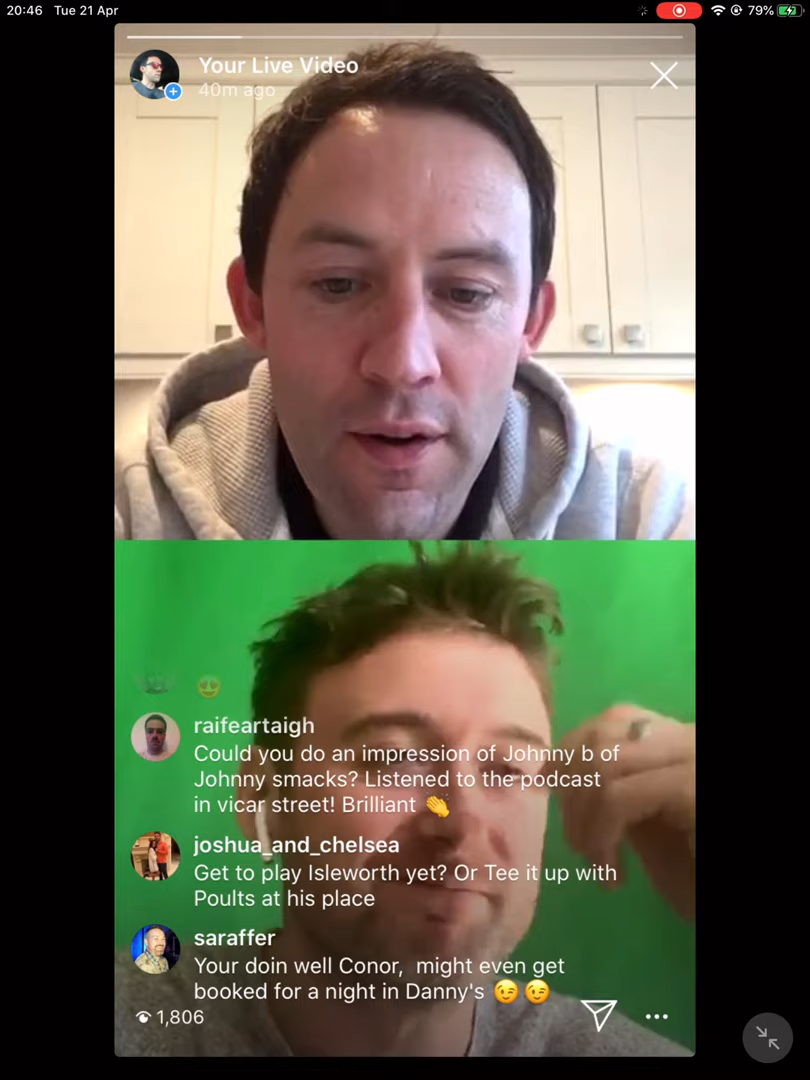 20:46 Tue 21 Apr 79%
Your Live Video
40m ago
raifeartaigh
Could you do an impression of Johnny b of
Johnny smacks? Listened to the podcast
in vicar street! Brilliant 👏
joshua_and_chelsea
Get to play Isleworth yet? Or Tee it up with
Poults at his place
saraffer
Your doin well Conor, might even get
booked for a night in Danny's 😉 😉
1,806